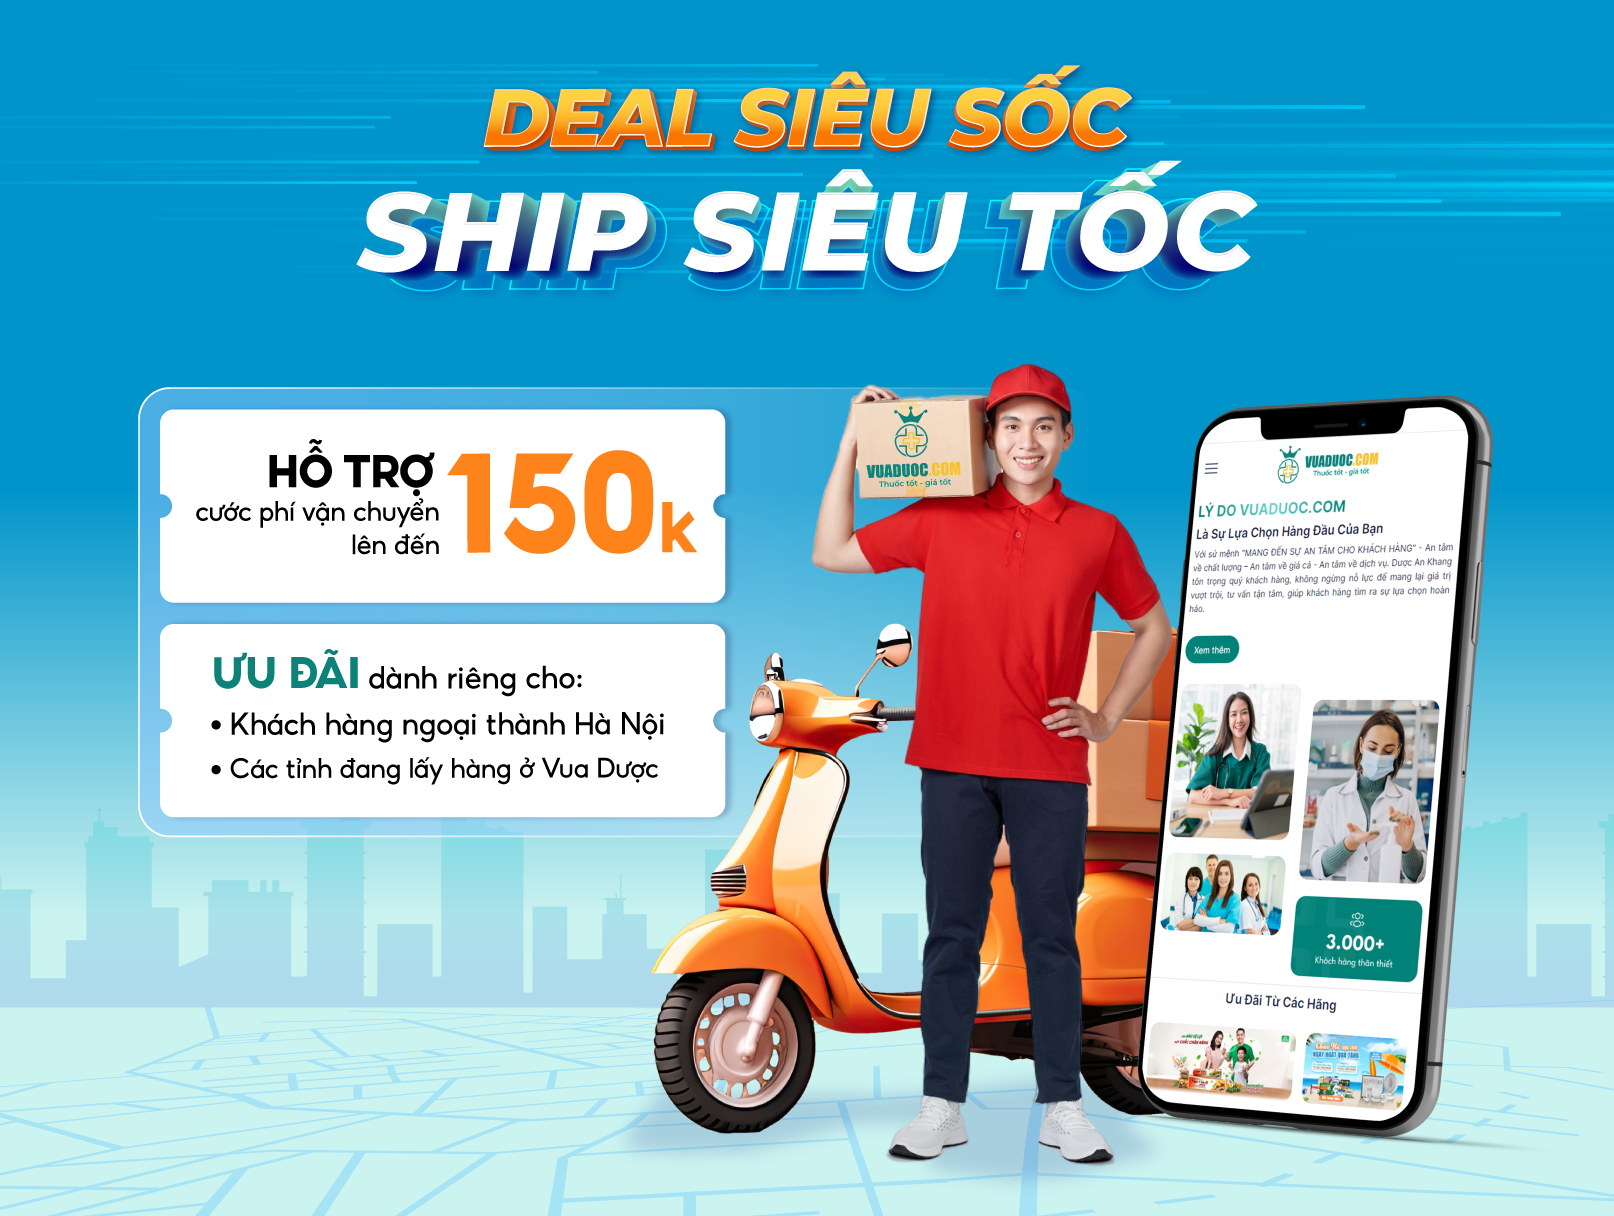 DEAL SIÊU SỐC
SHIP SIÊU TỐC
HỖ TRỢ
cước phí vận chuyển
lên đến
150k
ƯU ĐÃI dành riêng cho:
• Khách hàng ngoại thành Hà Nội
• Các tỉnh đang lấy hàng ở Vua Dược
VUADUOC.COM
Thuốc tốt - giá tốt
VUADUOC.COM
Thuốc tốt - giá tốt
LÝ DO VUADUOC.COM
Là Sự Lựa Chọn Hàng Đầu Của Bạn
Với sứ mệnh "MANG ĐẾN SỰ AN TÂM CHO KHÁCH HÀNG" - An tâm
về chất lượng – An tâm về giá cả - An tâm về dịch vụ. Dược An Khang
tôn trọng quý khách hàng, không ngừng nỗ lực để mang lại giá trị
vượt trội, tư vấn tận tâm, giúp khách hàng tìm ra sự lựa chọn hoàn
hảo.
Xem thêm
3.000+
Khách hàng thân thiết
Ưu Đãi Từ Các Hãng